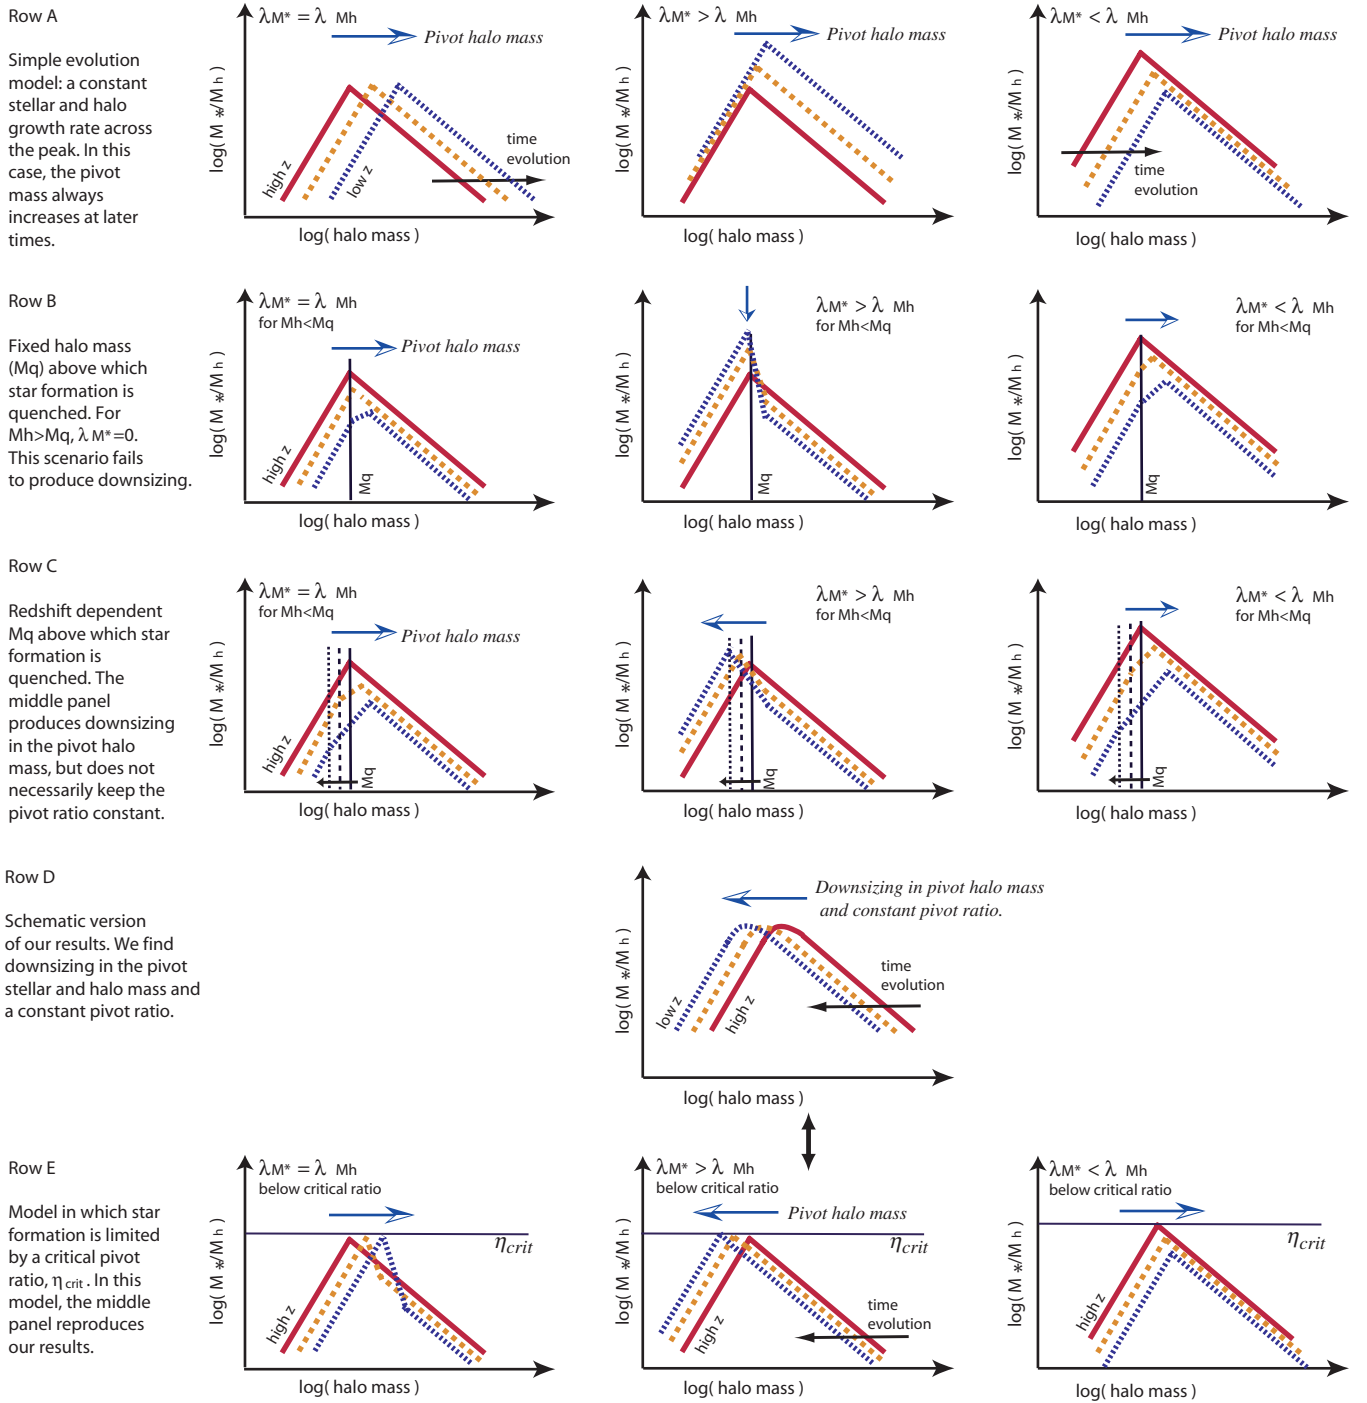 Row A
Simple evolution
model: a constant
stellar and halo
growth rate across
the peak. In this
case, the pivot
mass always
increases at later
times.
λM* = λ Mh
Pivot halo mass
log( M*/Mh )
high z
low z
time
evolution
log( halo mass )
λM* > λ Mh
Pivot halo mass
log( M*/Mh )
log( halo mass )
λM* < λ Mh
Pivot halo mass
log( M*/Mh )
time
evolution
log( halo mass )
Row B
Fixed halo mass
(Mq) above which
star formation is
quenched. For
Mh>Mq, λ M*=0.
This scenario fails
to produce downsizing.
λM* = λ Mh
for Mh<Mq
Pivot halo mass
log( M*/Mh )
high z
Mq
log( halo mass )
λM* > λ Mh
for Mh<Mq
log( M*/Mh )
Mq
log( halo mass )
λM* < λ Mh
for Mh<Mq
log( M*/Mh )
Mq
log( halo mass )
Row C
Redshift dependent
Mq above which star
formation is
quenched. The
middle panel
produces downsizing
in the pivot halo
mass, but does not
necessarily keep the
pivot ratio constant.
λM* = λ Mh
for Mh<Mq
Pivot halo mass
log( M*/Mh )
high z
Mq
log( halo mass )
λM* > λ Mh
for Mh<Mq
log( M*/Mh )
Mq
log( halo mass )
λM* < λ Mh
for Mh<Mq
log( M*/Mh )
Mq
log( halo mass )
Row D
Schematic version
of our results. We find
downsizing in the pivot
stellar and halo mass and
a constant pivot ratio.
Downsizing in pivot halo mass
and constant pivot ratio.
log( M*/Mh )
low z
high z
time
evolution
log( halo mass )
Row E
Model in which star
formation is limited
by a critical pivot
ratio, η crit . In this
model, the middle
panel reproduces
our results.
λM* = λ Mh
below critical ratio
ηcrit
log( M*/Mh )
high z
log( halo mass )
λM* > λ Mh
below critical ratio
Pivot halo mass
ηcrit
log( M*/Mh )
high z
time
evolution
log( halo mass )
λM* < λ Mh
below critical ratio
ηcrit
log( M*/Mh )
high z
log( halo mass )